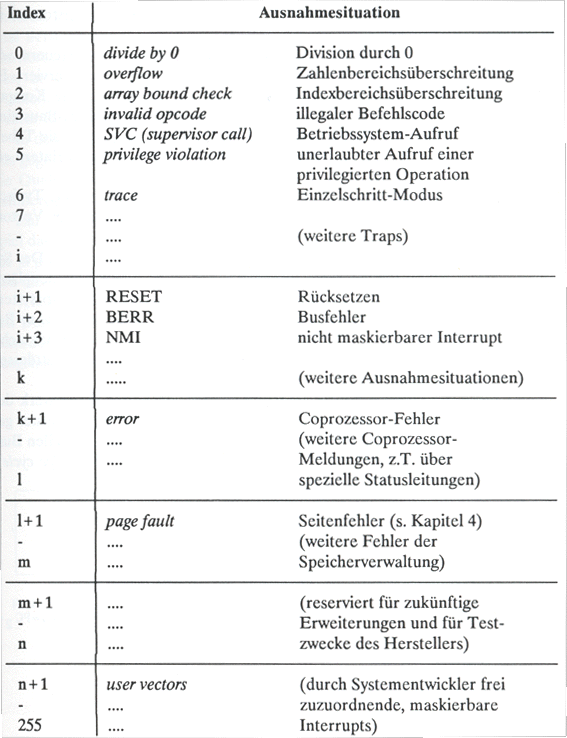 Index Ausnahmesituation
0 divide by 0 Division durch 0
1 overflow Zahlenbereichsüberschreitung
2 array bound check Indexbereichsüberschreitung
3 invalid opcode illegaler Befehlscode
4 SVC (supervisor call) Betriebssystem-Aufruf
5 privilege violation unerlaubter Aufruf einer
privilegierten Operation
6 trace Einzelschritt-Modus
7 ....
- .... (weitere Traps)
i ....
i+1 RESET Rücksetzen
i+2 BERR Busfehler
i+3 NMI nicht maskierbarer Interrupt
- ....
k ..... (weitere Ausnahmesituationen)
k+1 error Coprozessor-Fehler
- .... (weitere Coprozessor-
.... Meldungen, z.T. über
l spezielle Statusleitungen)
l+1 page fault Seitenfehler (s. Kapitel 4)
- .... (weitere Fehler der
m .... Speicherverwaltung)
m+1 .... (reserviert für zukünftige
- .... Erweiterungen und für Test-
n .... zwecke des Herstellers)
n+1 user vectors (durch Systementwickler frei
- .... zuzuordnende, maskierbare
255 .... Interrupts)